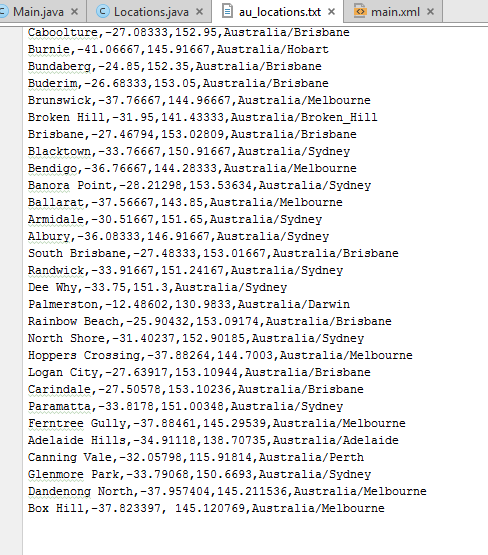 Main.java
Locations.java
au_locations.txt
main.xml
Caboolture,-27.08333,152.95,Australia/Brisbane
Burnie,-41.06667,145.91667,Australia/Hobart
Bundaberg,-24.85,152.35,Australia/Brisbane
Buderim,-26.68333,153.05,Australia/Brisbane
Brunswick,-37.76667,144.96667,Australia/Melbourne
Broken Hill,-31.95,141.43333,Australia/Broken_Hill
Brisbane,-27.46794,153.02809,Australia/Brisbane
Blacktown,-33.76667,150.91667,Australia/Sydney
Bendigo,-36.76667,144.28333,Australia/Melbourne
Banora Point,-28.21298,153.53634,Australia/Sydney
Ballarat,-37.56667,143.85,Australia/Melbourne
Armidale,-30.51667,151.65,Australia/Sydney
Albury,-36.08333,146.91667,Australia/Sydney
South Brisbane,-27.48333,153.01667,Australia/Brisbane
Randwick,-33.91667,151.24167,Australia/Sydney
Dee Why,-33.75,151.3,Australia/Sydney
Palmerston,-12.48602,130.9833,Australia/Darwin
Rainbow Beach,-25.90432,153.09174,Australia/Brisbane
North Shore,-31.40237,152.90185,Australia/Sydney
Hoppers Crossing,-37.88264,144.7003,Australia/Melbourne
Logan City,-27.63917,153.10944,Australia/Brisbane
Carindale,-27.50578,153.10236,Australia/Brisbane
Paramatta,-33.8178,151.00348,Australia/Sydney
Ferntree Gully,-37.88461,145.29539,Australia/Melbourne
Adelaide Hills,-34.91118,138.70735,Australia/Adelaide
Canning Vale,-32.05798,115.91814,Australia/Perth
Glenmore Park,-33.79068,150.6693,Australia/Sydney
Dandenong North,-37.957404,145.211536,Australia/Melbourne
Box Hill,-37.823397, 145.120769,Australia/Melbourne